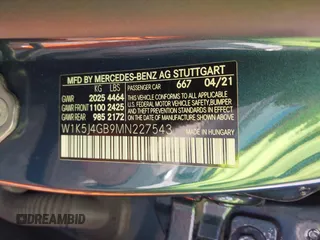 MFD BY MERCEDES-BENZ AG STUTTGART
KG LBS PASSENGER CAR 667 04/21
GVWR 2025 4464 THIS VEHICLE CONFORMS TO ALL APPLICABLE
GAWR FRONT 1100 2425 U.S. FEDERAL MOTOR VEHICLE SAFETY, BUMPER,
GAWR REAR 985 2172 AND THEFT PREVENTION STANDARDS IN EFFECT
ON THE DATE OF MANUFACTURE SHOWN ABOVE.
W1K5J4GB9MN227543 MADE IN HUNGARY
DREAMBID